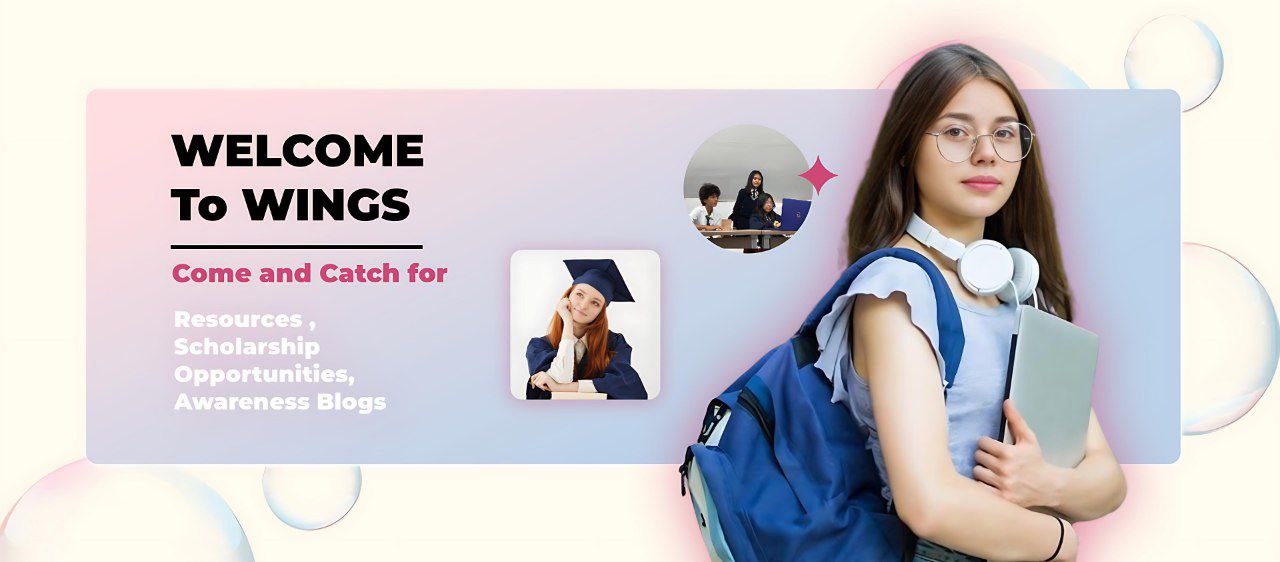 WELCOME
To WINGS
Come and Catch for
Resources ,
Scholarship
Opportunities,
Awareness Blogs